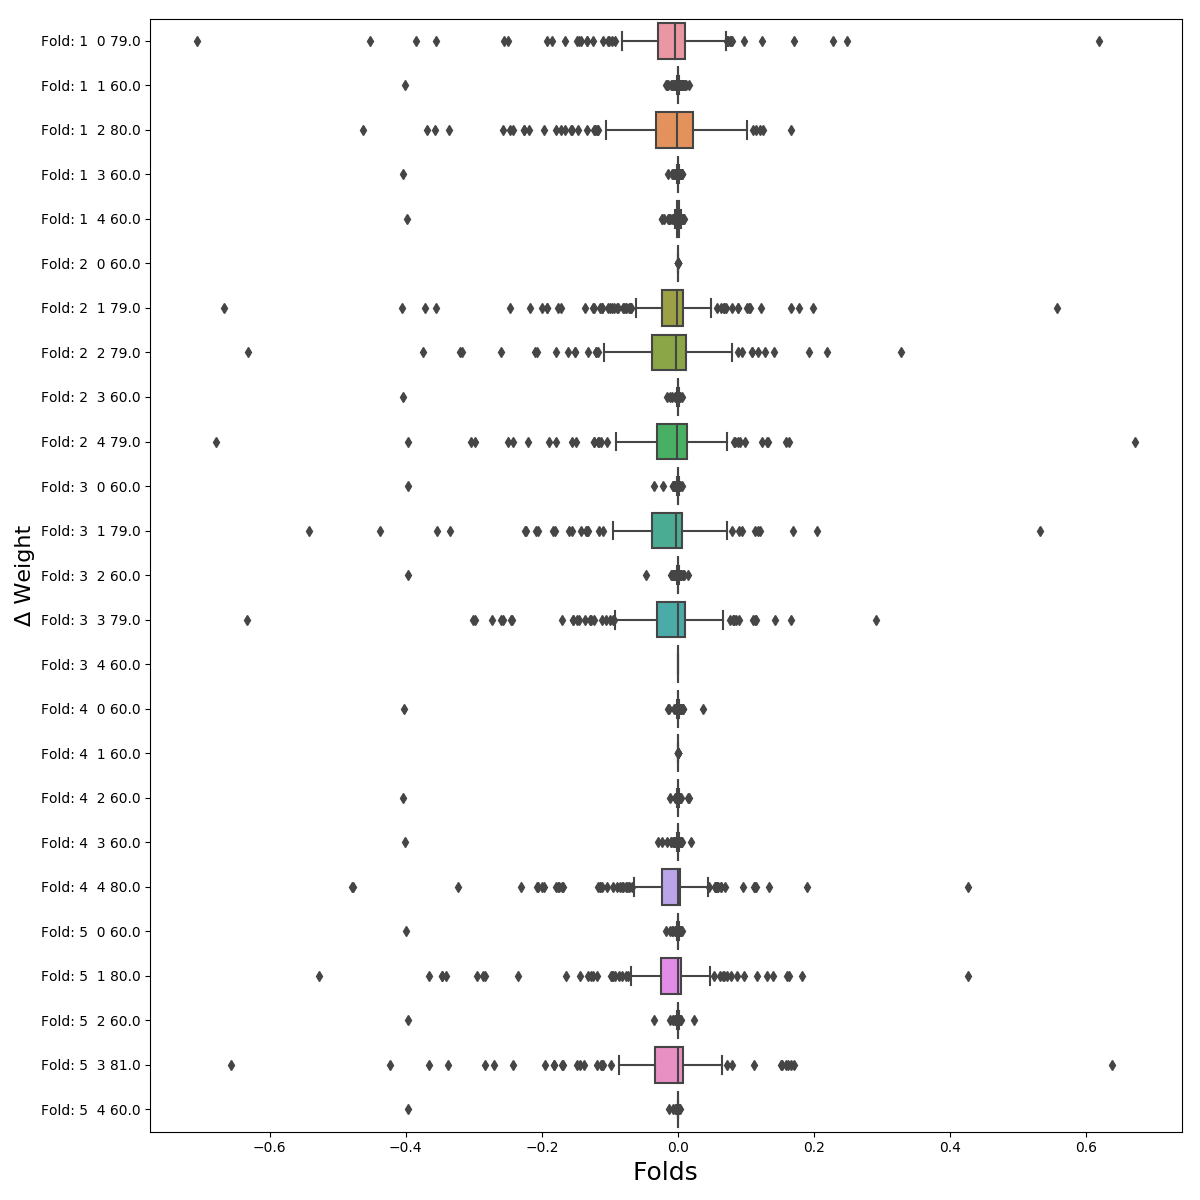 Fold: 1  0 79.0
Fold: 1  1 60.0
Fold: 1  2 80.0
Fold: 1  3 60.0
Fold: 1  4 60.0
Fold: 2  0 60.0
Fold: 2  1 79.0
Fold: 2  2 79.0
Fold: 2  3 60.0
Fold: 2  4 79.0
Fold: 3  0 60.0
Fold: 3  1 79.0
Fold: 3  2 60.0
Fold: 3  3 79.0
Fold: 3  4 60.0
Fold: 4  0 60.0
Fold: 4  1 60.0
Fold: 4  2 60.0
Fold: 4  3 60.0
Fold: 4  4 80.0
Fold: 5  0 60.0
Fold: 5  1 80.0
Fold: 5  2 60.0
Fold: 5  3 81.0
Fold: 5  4 60.0
Δ Weight
−0.6 −0.4 −0.2 0.0 0.2 0.4 0.6
Folds